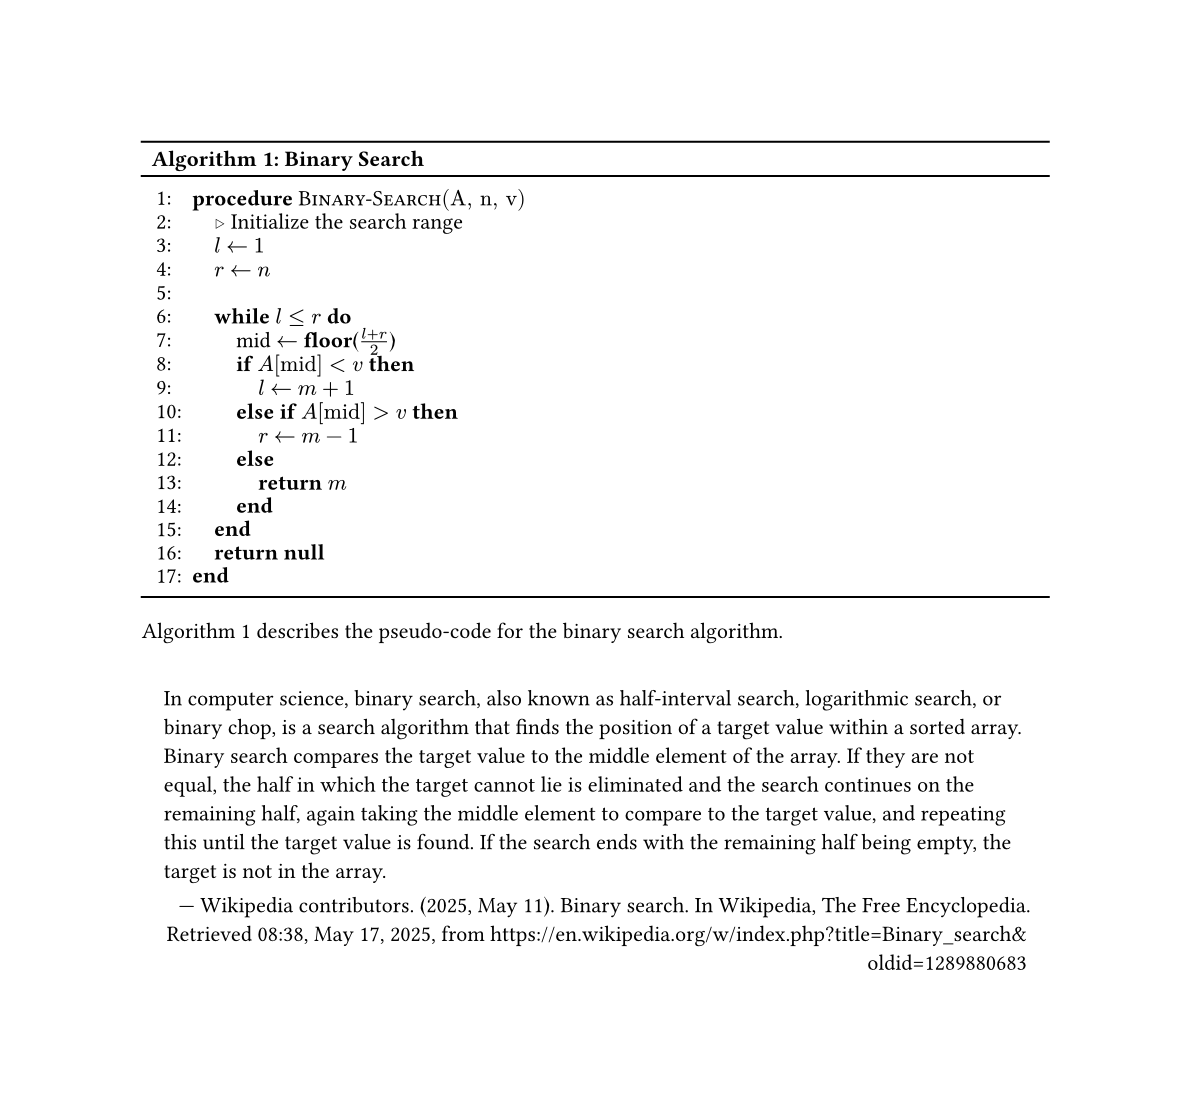 Algorithm 1: Binary Search
1: procedure BINARY-SEARCH(A, n, v)
2: ▷ Initialize the search range
3: l ← 1
4: r ← n
5:
6: while l ≤ r do
7: mid ← floor(\frac{l+r}{2})
8: if A[mid] < v then
9: l ← m + 1
10: else if A[mid] > v then
11: r ← m − 1
12: else
13: return m
14: end
15: end
16: return null
17: end
Algorithm 1 describes the pseudo-code for the binary search algorithm.
In computer science, binary search, also known as half-interval search, logarithmic search, or
binary chop, is a search algorithm that finds the position of a target value within a sorted array.
Binary search compares the target value to the middle element of the array. If they are not
equal, the half in which the target cannot lie is eliminated and the search continues on the
remaining half, again taking the middle element to compare to the target value, and repeating
this until the target value is found. If the search ends with the remaining half being empty, the
target is not in the array.
— Wikipedia contributors. (2025, May 11). Binary search. In Wikipedia, The Free Encyclopedia.
Retrieved 08:38, May 17, 2025, from https://en.wikipedia.org/w/index.php?title=Binary_search&
oldid=1289880683